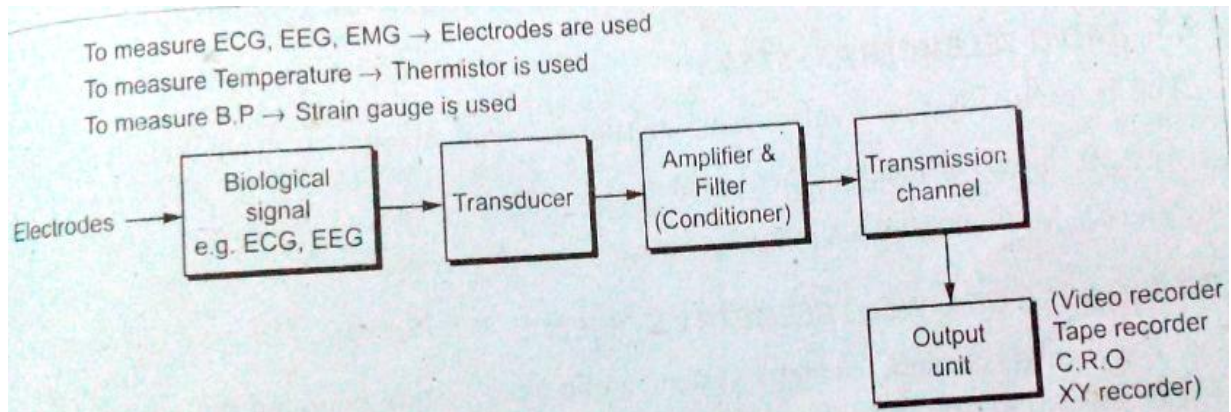 To measure ECG, EEG, EMG → Electrodes are used
To measure Temperature → Thermistor is used
To measure B.P → Strain gauge is used
Electrodes
Biological
signal
e.g. ECG, EEG
Transducer
Amplifier &
Filter
(Conditioner)
Transmission
channel
Output
unit
(Video recorder
Tape recorder
C.R.O
XY recorder)